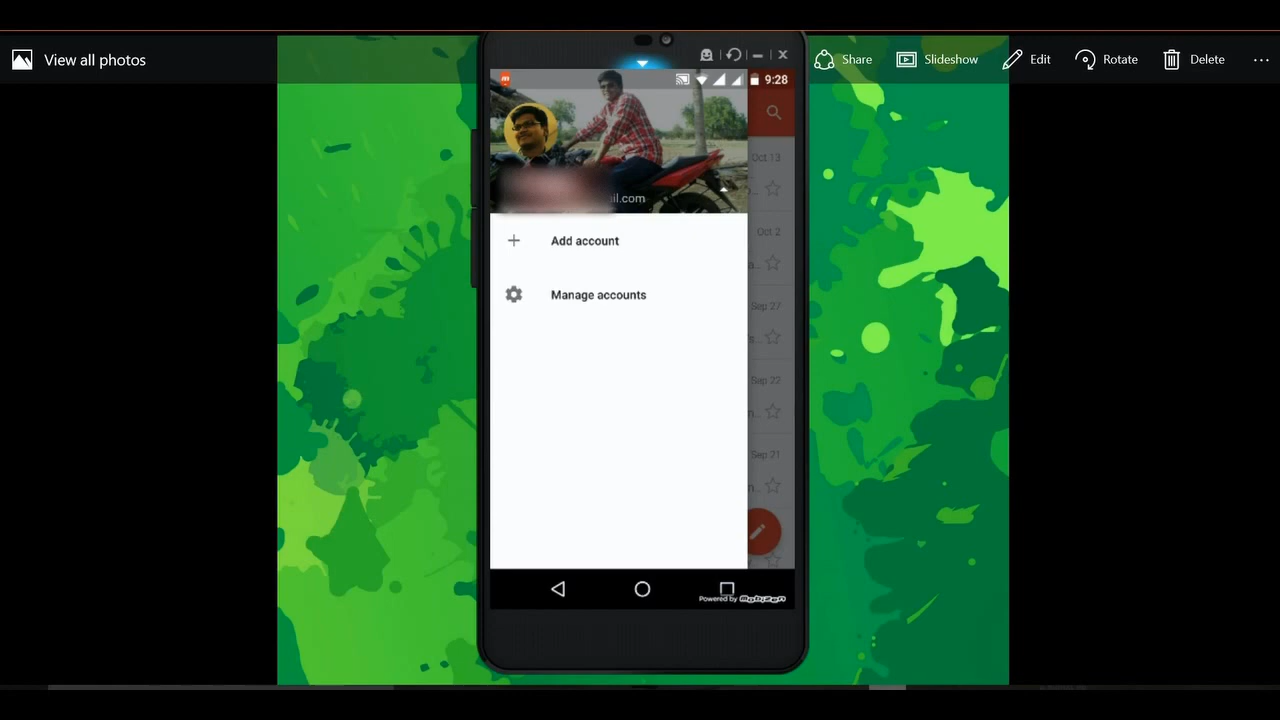 View all photos
Share
Slideshow
Edit
Rotate
Delete
9:28
Oct 13
il.com
Oct 2
Add account
Manage accounts
Sep 27
Sep 22
Sep 21
Powered by mobizen